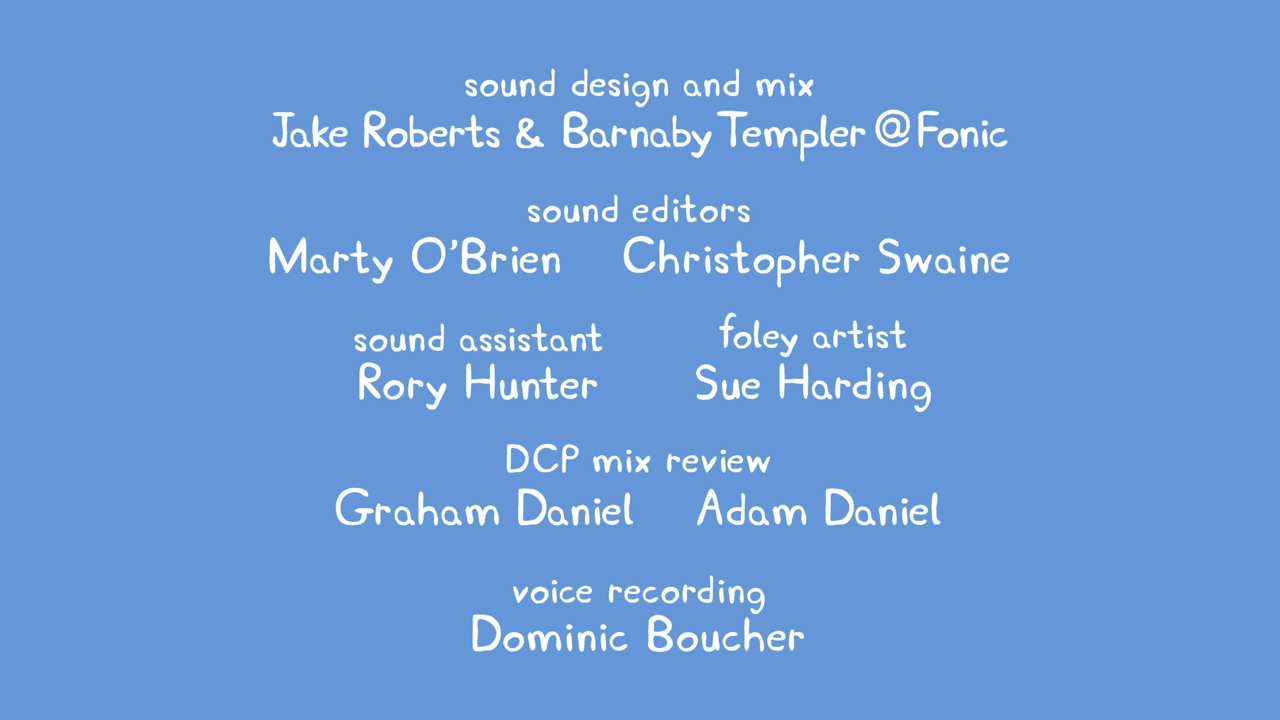 sound design and mix
Jake Roberts & Barnaby Templer @Fonic
sound editors
Marty O'Brien Christopher Swaine
sound assistant foley artist
Rory Hunter Sue Harding
DCP mix review
Graham Daniel Adam Daniel
voice recording
Dominic Boucher